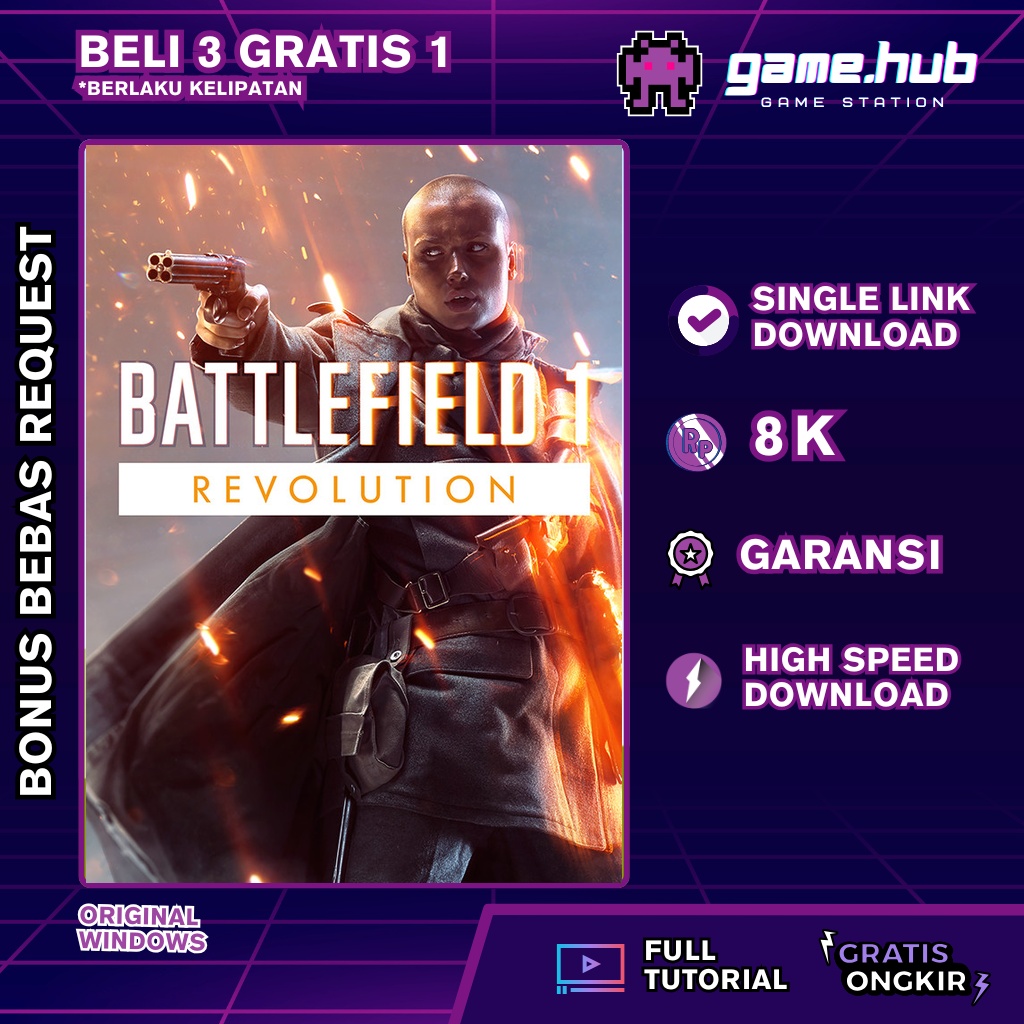 BELI 3 GRATIS 1
*BERLAKU KELIPATAN
game.hub
GAME STATION
BONUS BEBAS REQUEST
BATTLEFIELD 1™
REVOLUTION
SINGLE LINK
DOWNLOAD
Rp
8K
GARANSI
HIGH SPEED
DOWNLOAD
ORIGINAL
WINDOWS
FULL
TUTORIAL
GRATIS
ONGKIR